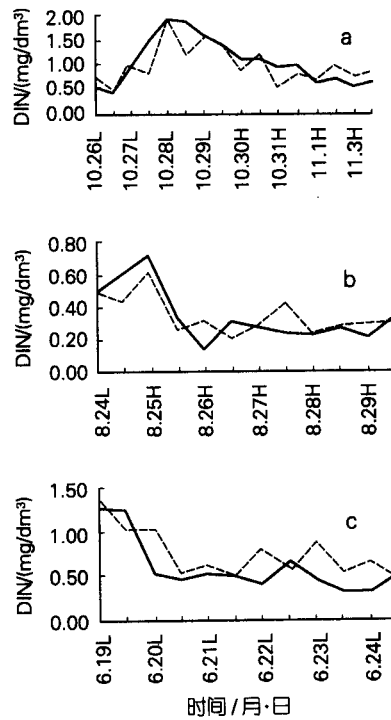 DIN/(mg/dm³)
2.00
1.50
1.00
0.50
0.00
a
10.26L
10.27L
10.28L
10.29L
10.30H
10.31H
11.1H
11.3H
DIN/(mg/dm³)
0.80
0.60
0.40
0.20
0.00
b
8.24L
8.25H
8.26H
8.27H
8.28H
8.29H
DIN/(mg/dm³)
1.50
1.00
0.50
0.00
c
6.19L
6.20L
6.21L
6.22L
6.23L
6.24L
时间/月·日